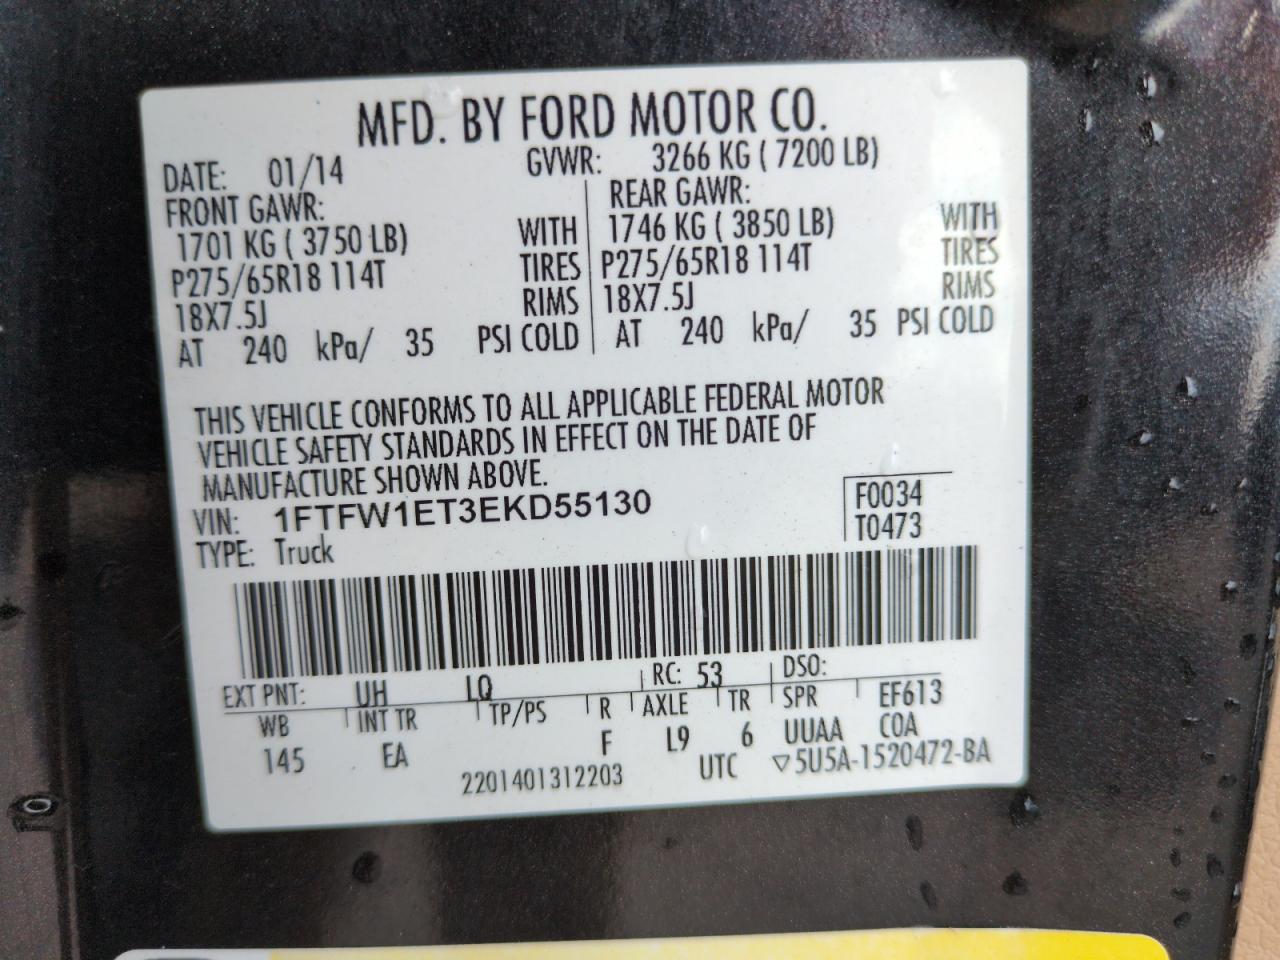 MFD. BY FORD MOTOR CO.
DATE: 01/14 GVWR: 3266 KG ( 7200 LB)
FRONT GAWR: REAR GAWR:
1701 KG ( 3750 LB) WITH 1746 KG ( 3850 LB) WITH
P275/65R18 114T TIRES P275/65R18 114T TIRES
18X7.5J RIMS 18X7.5J RIMS
AT 240 kPa/ 35 PSI COLD AT 240 kPa/ 35 PSI COLD
THIS VEHICLE CONFORMS TO ALL APPLICABLE FEDERAL MOTOR
VEHICLE SAFETY STANDARDS IN EFFECT ON THE DATE OF
MANUFACTURE SHOWN ABOVE.
VIN: 1FTFW1ET3EKD55130 F0034
TYPE: Truck T0473
EXT PNT: UH LQ RC: 53 DSO:
WB INT TR TP/PS R AXLE TR SPR EF613
145 EA F L9 6 UUAA COA
2201401312203 UTC ▽5U5A-1520472-BA